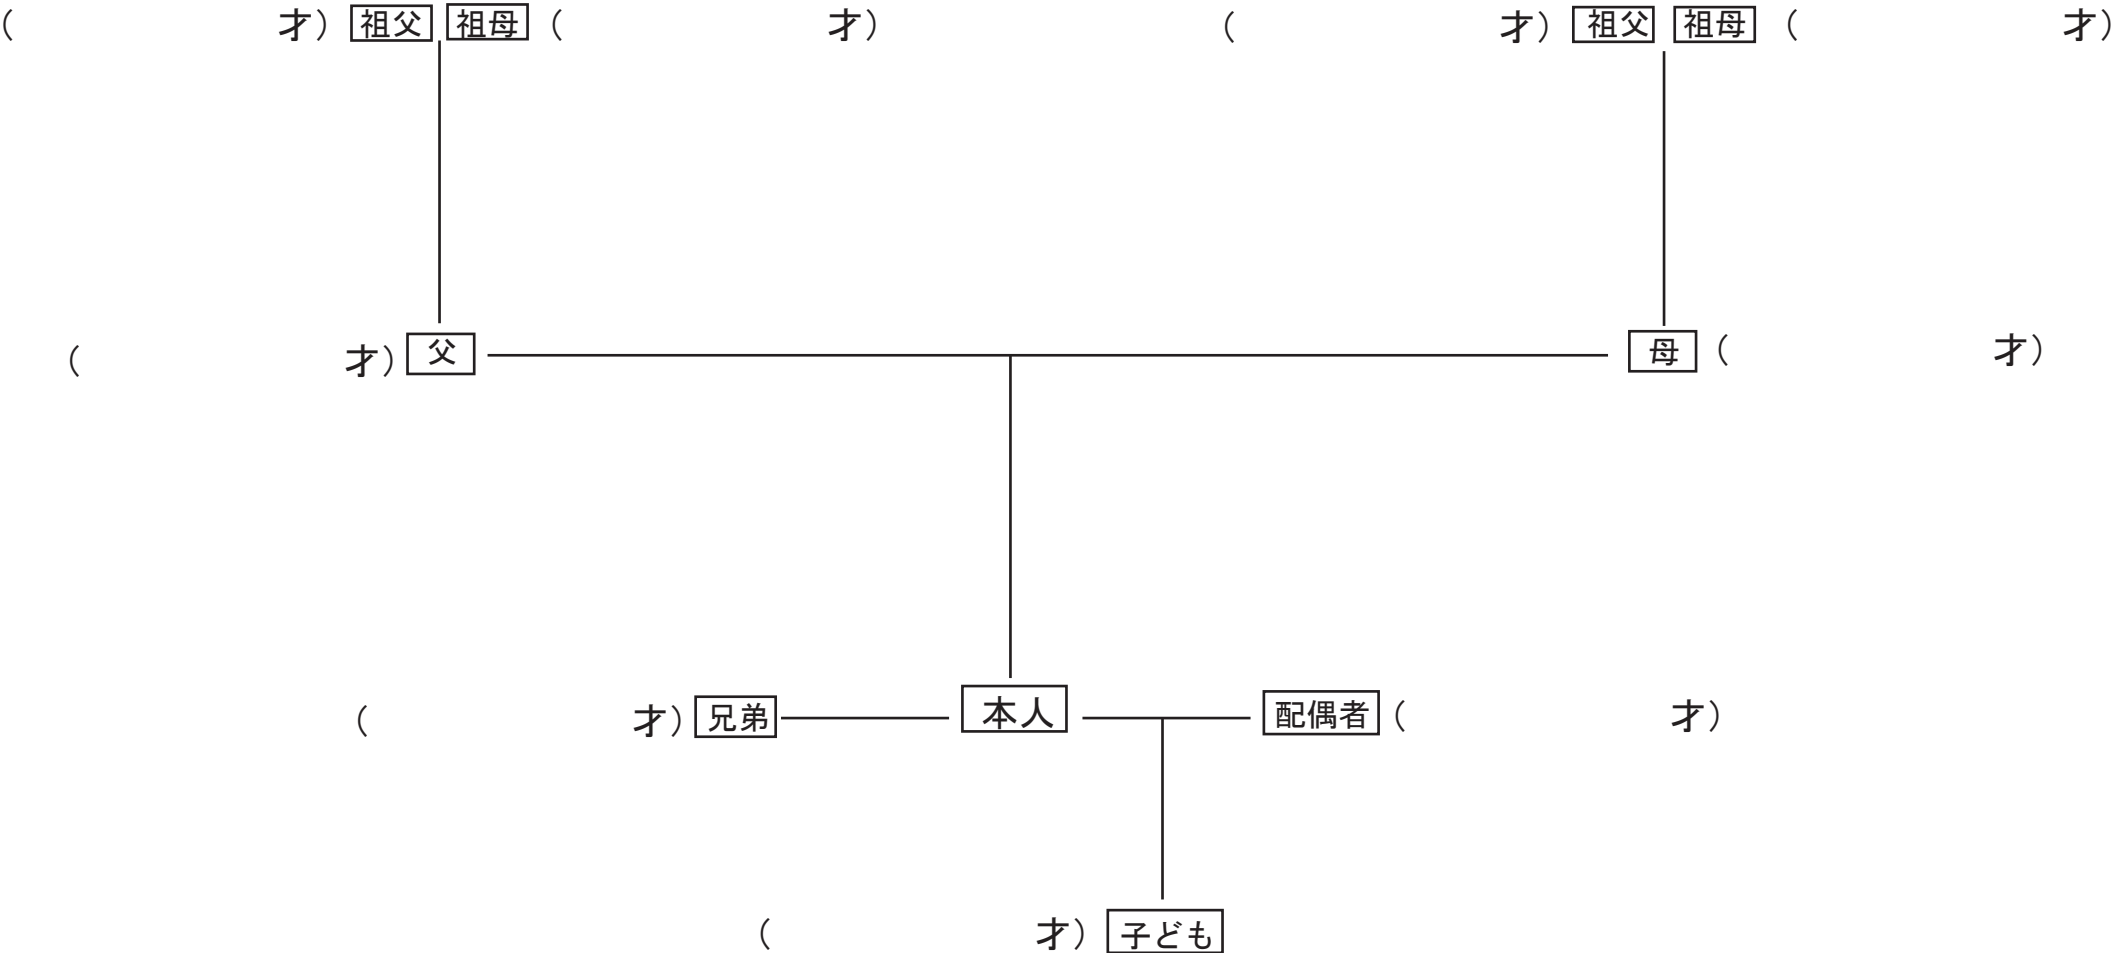 （　　　　才）祖父 祖母（　　　　才）　　　　（　　　　才）祖父 祖母（　　　　才）
（　　　　才）父　　　　母（　　　　才）
（　　　　才）兄弟　　本人　　配偶者（　　　　才）
（　　　　才）子ども